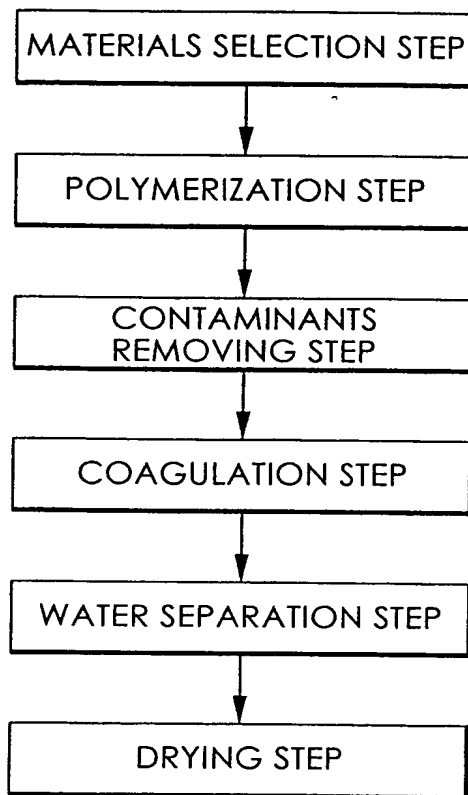 MATERIALS SELECTION STEP
POLYMERIZATION STEP
CONTAMINANTS
REMOVING STEP
COAGULATION STEP
WATER SEPARATION STEP
DRYING STEP